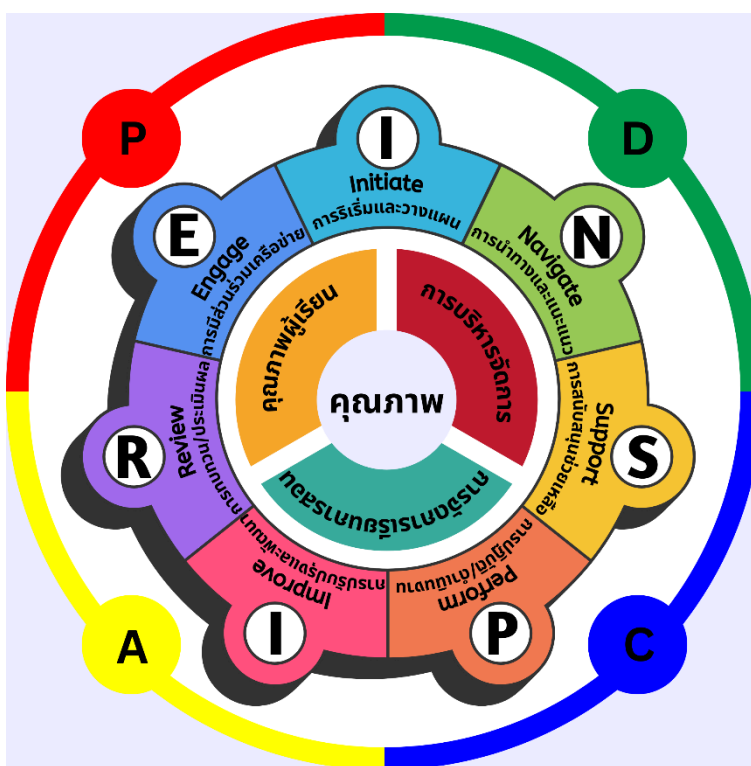 P
D
C
A
I
Initiate
การริเริ่มและวางแผน
N
Navigate
การนำทางและแนะแนว
S
Support
การสนับสนุนช่วยเหลือ
P
Perform
การปฏิบัติ/ดำเนินงาน
I
Improve
การปรับปรุงและพัฒนา
R
Review
การทบทวน/ประเมินผล
E
Engage
การมีส่วนร่วมเครือข่าย
คุณภาพผู้เรียน
การบริหารจัดการ
การจัดการเรียนการสอน
คุณภาพ